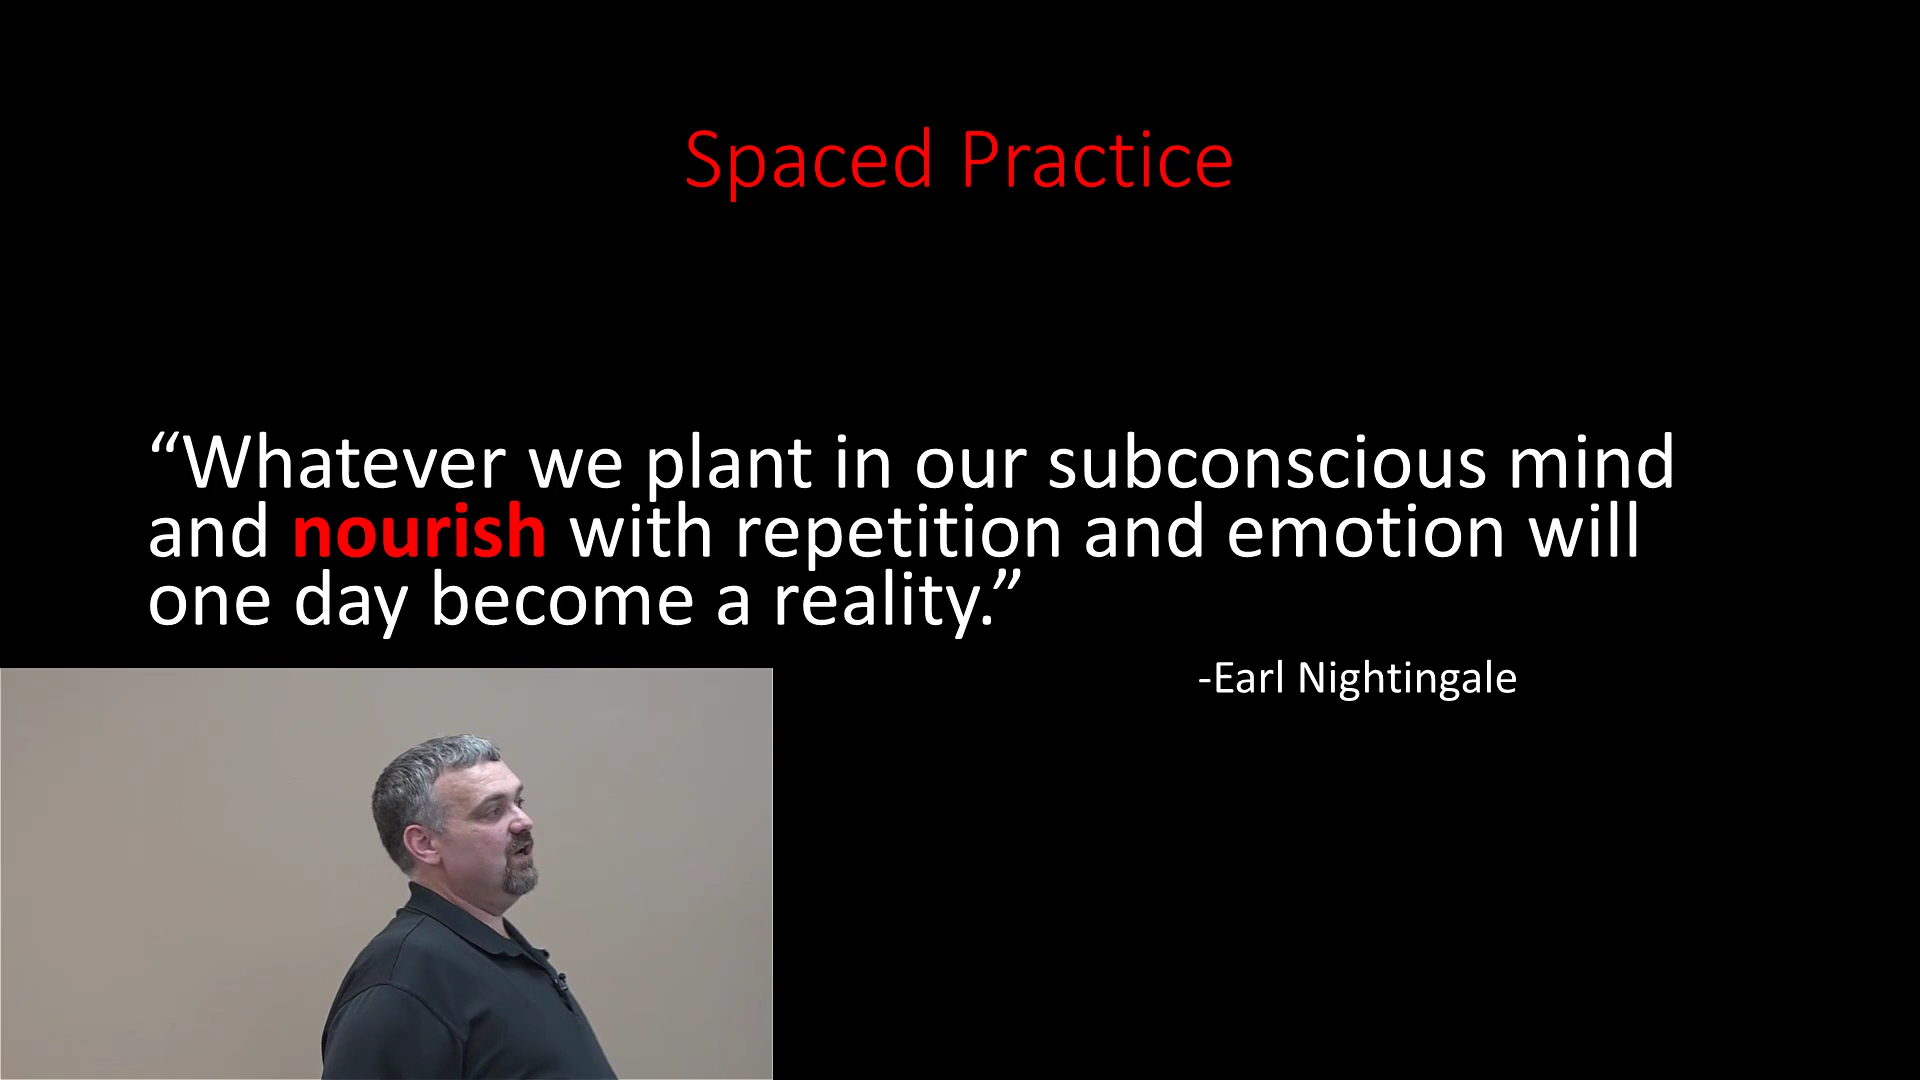 Spaced Practice
“Whatever we plant in our subconscious mind
and nourish with repetition and emotion will
one day become a reality.”
-Earl Nightingale